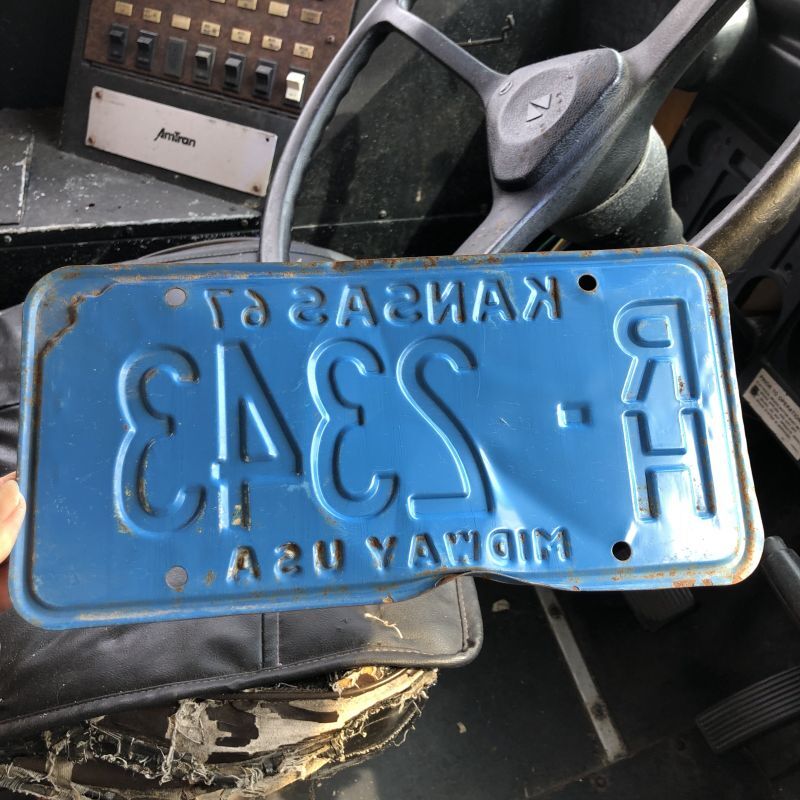 AmTran
KANSAS 67
RH-2343
MIDWAY USA